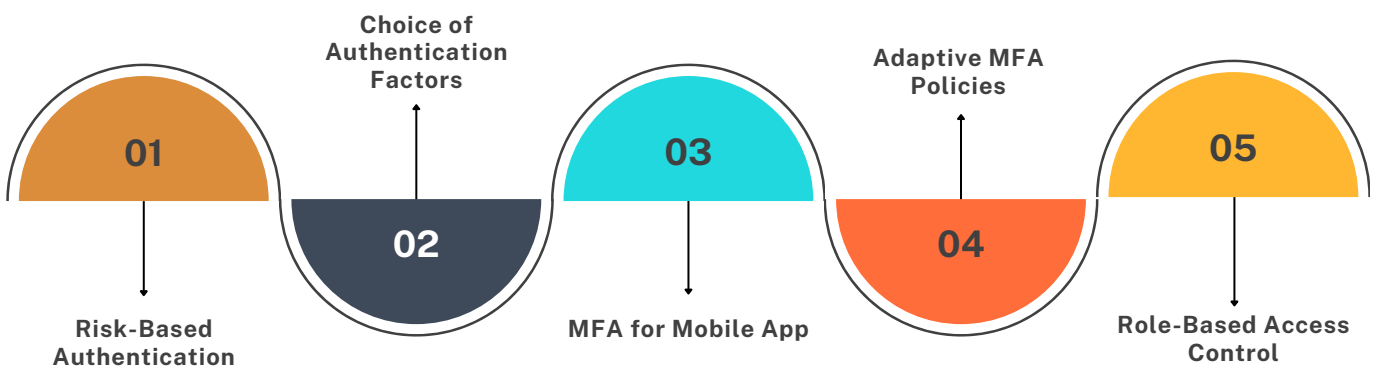 01
Risk-Based
Authentication
Choice of
Authentication
Factors
02
03
MFA for Mobile App
Adaptive MFA
Policies
04
05
Role-Based Access
Control